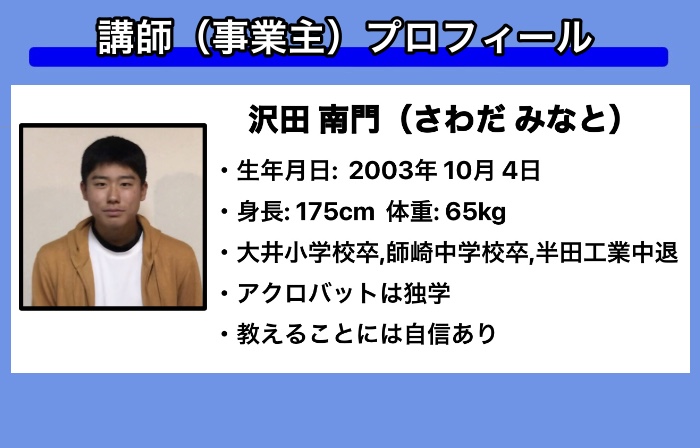 講師（事業主）プロフィール
沢田 南門（さわだ みなと）
・生年月日: 2003年 10月 4日
・身長: 175cm 体重: 65kg
・大井小学校卒,師崎中学校卒,半田工業中退
・アクロバットは独学
・教えることには自信あり